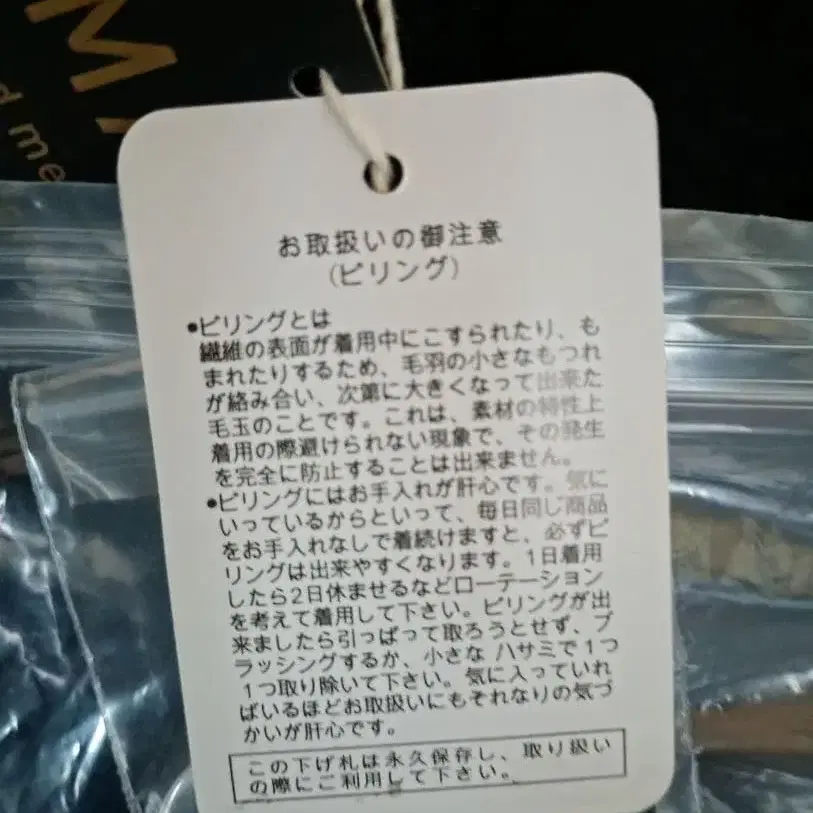 M
d me
お取扱いの御注意
(ピリング)
●ピリングとは
繊維の表面が着用中にこすられたり、も
まれたりするため、毛羽の小さなもつれ
が絡み合い、次第に大きくなって出来た
毛玉のことです。これは、素材の特性上
着用の際避けられない現象で、その発生
を完全に防止することは出来ません。
●ピリングにはお手入れが肝心です。気に
いっているからといって、毎日同じ商品
をお手入れなしで着続けますと、必ずピ
リングは出来やすくなります。1日着用
したら2日休ませるなどローテーション
を考えて着用して下さい。ピリングが出
来ましたら引っぱって取ろうとせず、ブ
ラッシングするか、小さな ハサミで1つ
1つ取り除いて下さい。気に入っていれ
ばいるほどお取扱いにもそれなりの気づ
かいが肝心です。
この下げ札は永久保存し、取り扱い
の際にご利用して下さい。